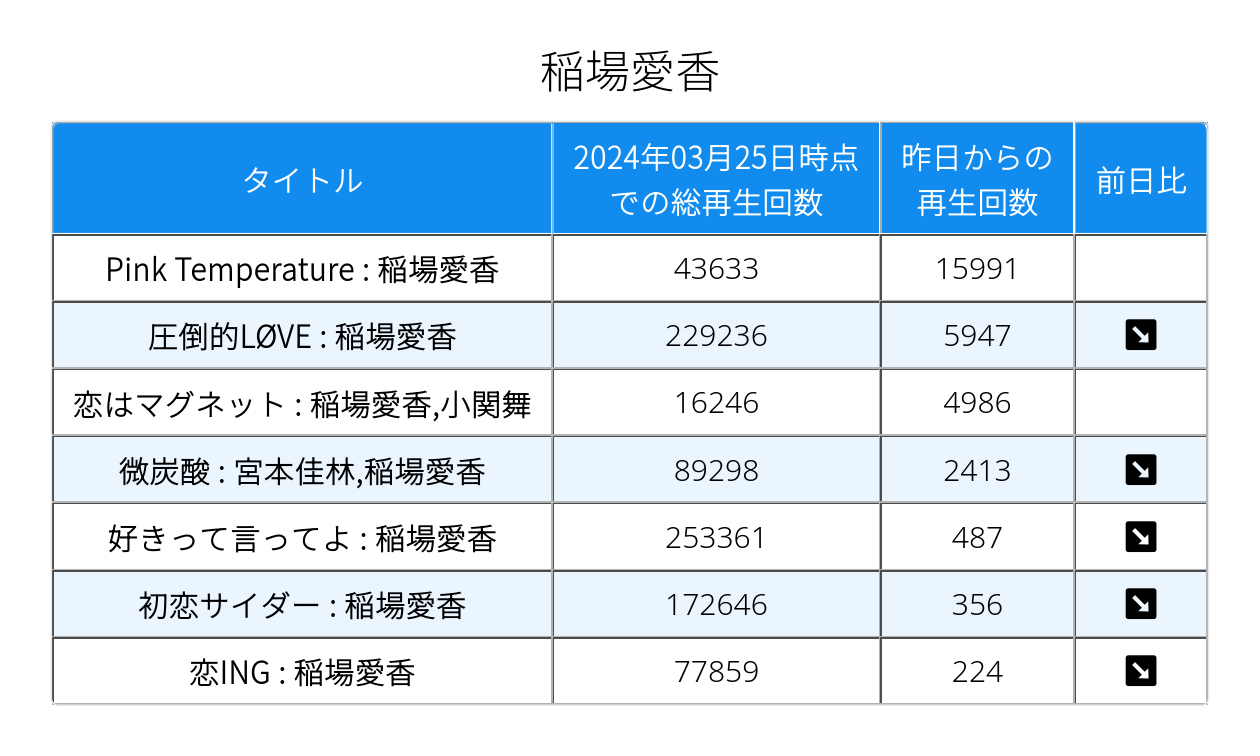 稲場愛香
タイトル
2024年03月25日時点
での総再生回数
昨日からの
再生回数
前日比
Pink Temperature : 稲場愛香 43633 15991
圧倒的LØVE : 稲場愛香 229236 5947
恋はマグネット : 稲場愛香,小関舞 16246 4986
微炭酸 : 宮本佳林,稲場愛香 89298 2413
好きって言ってよ : 稲場愛香 253361 487
初恋サイダー : 稲場愛香 172646 356
恋ING : 稲場愛香 77859 224